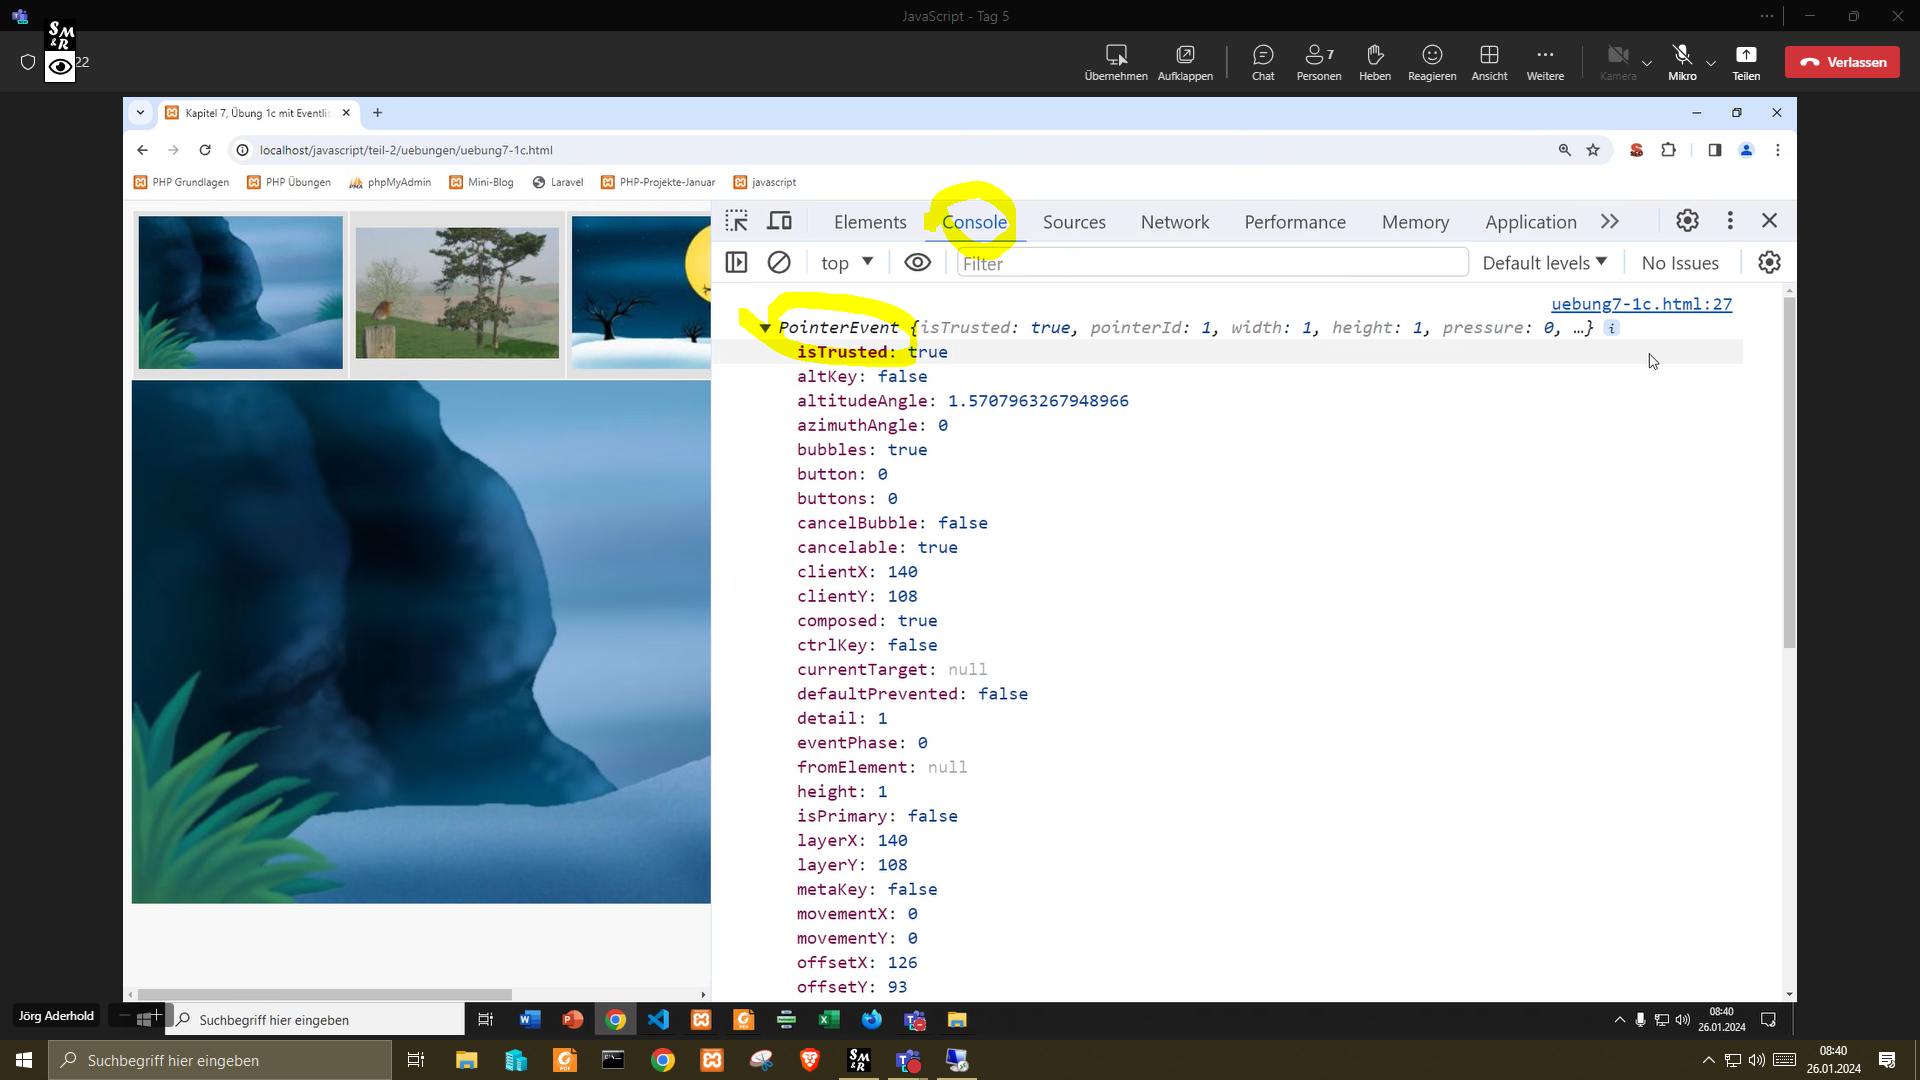 JavaScript - Tag 5
S
M
&
R
22
Übernehmen
Aufklappen
Chat
7
Personen
Heben
Reagieren
Ansicht
Weitere
Kamera
Mikro
Teilen
Verlassen
Kapitel 7, Übung 1c mit Eventlis
localhost/javascript/teil-2/uebungen/uebung7-1c.html
PHP Grundlagen
PHP Übungen
phpMyAdmin
Mini-Blog
Laravel
PHP-Projekte-Januar
javascript
Elements
Console
Sources
Network
Performance
Memory
Application
top
Filter
Default levels
No Issues
uebung7-1c.html:27
PointerEvent {isTrusted: true, pointerId: 1, width: 1, height: 1, pressure: 0, …}
isTrusted: true
altKey: false
altitudeAngle: 1.5707963267948966
azimuthAngle: 0
bubbles: true
button: 0
buttons: 0
cancelBubble: false
cancelable: true
clientX: 140
clientY: 108
composed: true
ctrlKey: false
currentTarget: null
defaultPrevented: false
detail: 1
eventPhase: 0
fromElement: null
height: 1
isPrimary: false
layerX: 140
layerY: 108
metaKey: false
movementX: 0
movementY: 0
offsetX: 126
offsetY: 93
Jörg Aderhold
Suchbegriff hier eingeben
08:40
26.01.2024
Suchbegriff hier eingeben
08:40
26.01.2024